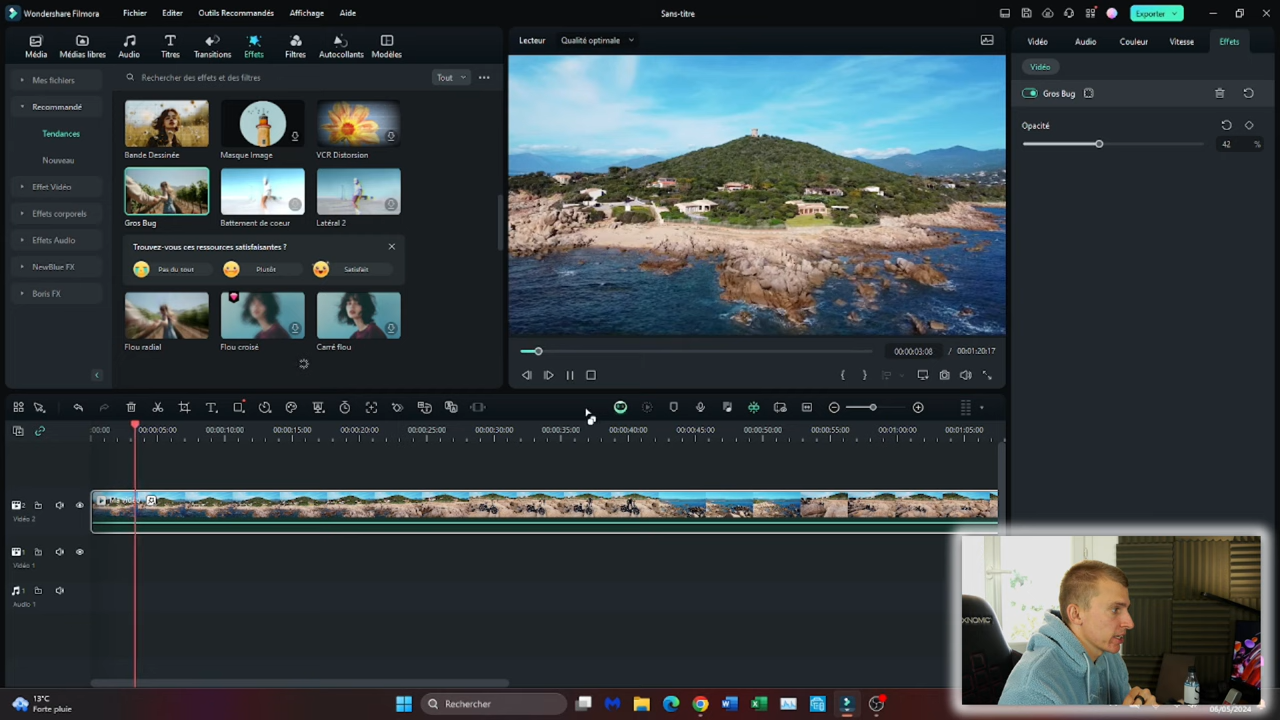 Wondershare Filmora Fichier Editer Outils Recommandés Affichage Aide Sans-titre Exporter
Média Médias libres Audio Titres Transitions Effets Filtres Autocollants Modèles
Lecteur Qualité optimale
Vidéo Audio Couleur Vitesse Effets
Mes fichiers
Recommandé
Tendances
Nouveau
Effet Vidéo
Effets corporels
Effets Audio
NewBlue FX
Boris FX
Rechercher des effets et des filtres Tout
Bande Dessinée Masque Image VCR Distorsion
Gros Bug Battement de coeur Latéral 2
Trouvez-vous ces ressources satisfaisantes ?
Pas du tout Plutôt Satisfait
Flou radial Flou croisé Carré flou
00:00:03:08 / 00:01:20:17
Vidéo
Gros Bug
Opacité
42 %
:00:00 00:00:05:00 00:00:10:00 00:00:15:00 00:00:20:00 00:00:25:00 00:00:30:00 00:00:35:00 00:00:40:00 00:00:45:00 00:00:50:00 00:00:55:00 00:01:00:00 00:01:05:00
2
Vidéo 2
1
Vidéo 1
1
Audio 1
13°C
Forte pluie
Rechercher
06/05/2024